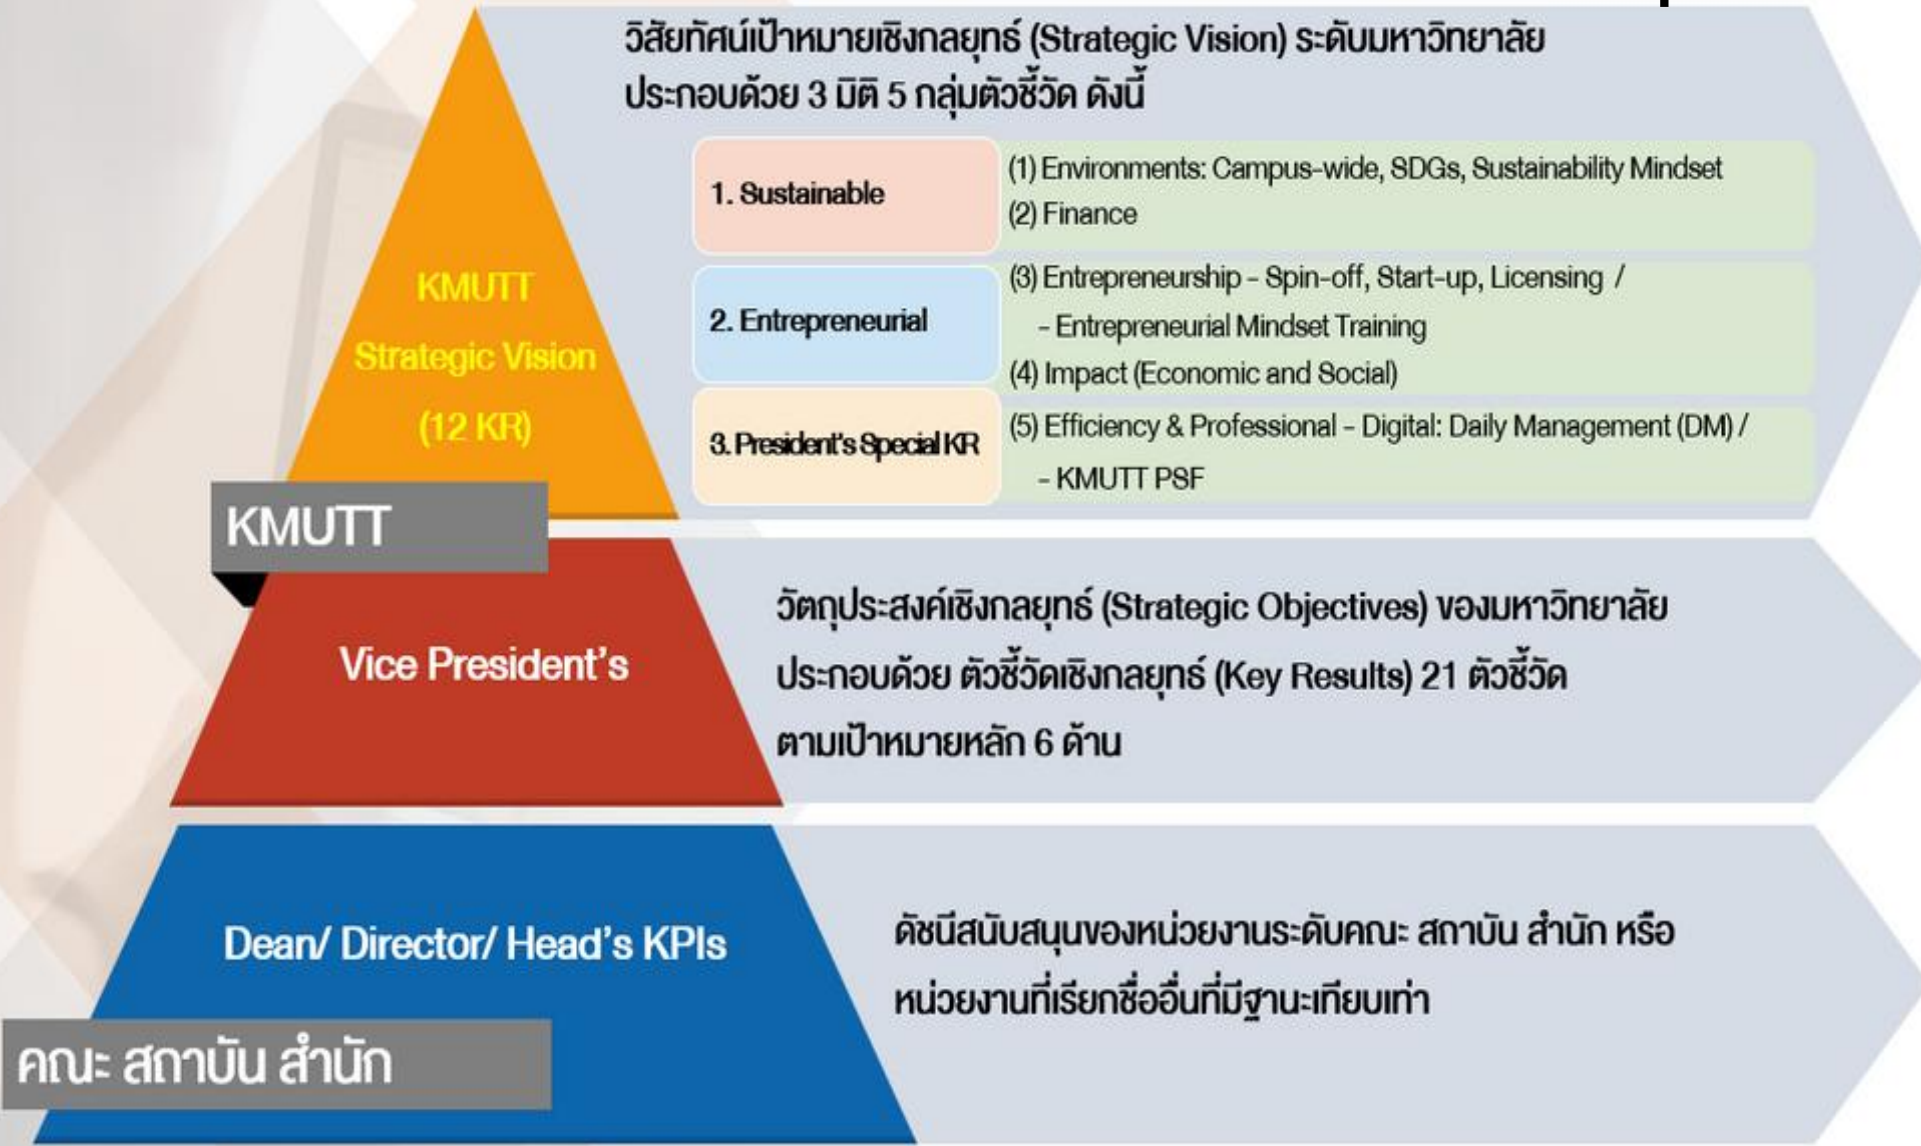 วิสัยทัศน์เป้าหมายเชิงกลยุทธ์ (Strategic Vision) ระดับมหาวิทยาลัย
ประกอบด้วย 3 มิติ 5 กลุ่มตัวชี้วัด ดังนี้
KMUTT
Strategic Vision
(12 KR)
1. Sustainable
(1) Environments: Campus-wide, SDGs, Sustainability Mindset
(2) Finance
2. Entrepreneurial
(3) Entrepreneurship - Spin-off, Start-up, Licensing /
- Entrepreneurial Mindset Training
(4) Impact (Economic and Social)
3. President's Special KR
(5) Efficiency & Professional - Digital: Daily Management (DM) /
- KMUTT PSF
KMUTT
Vice President's
วัตถุประสงค์เชิงกลยุทธ์ (Strategic Objectives) ของมหาวิทยาลัย
ประกอบด้วย ตัวชี้วัดเชิงกลยุทธ์ (Key Results) 21 ตัวชี้วัด
ตามเป้าหมายหลัก 6 ด้าน
Dean/ Director/ Head's KPIs
ดัชนีสนับสนุนของหน่วยงานระดับคณะ สถาบัน สำนัก หรือ
หน่วยงานที่เรียกชื่ออื่นที่มีฐานะเทียบเท่า
คณะ สถาบัน สำนัก